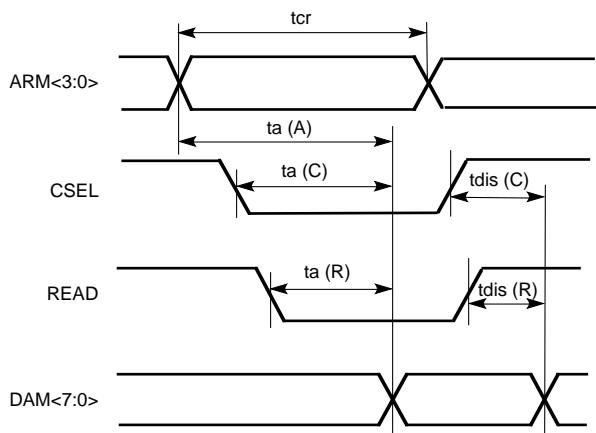 tcr
ARM<3:0>
ta (A)
CSEL
ta (C)
tdis (C)
READ
ta (R)
tdis (R)
DAM<7:0>